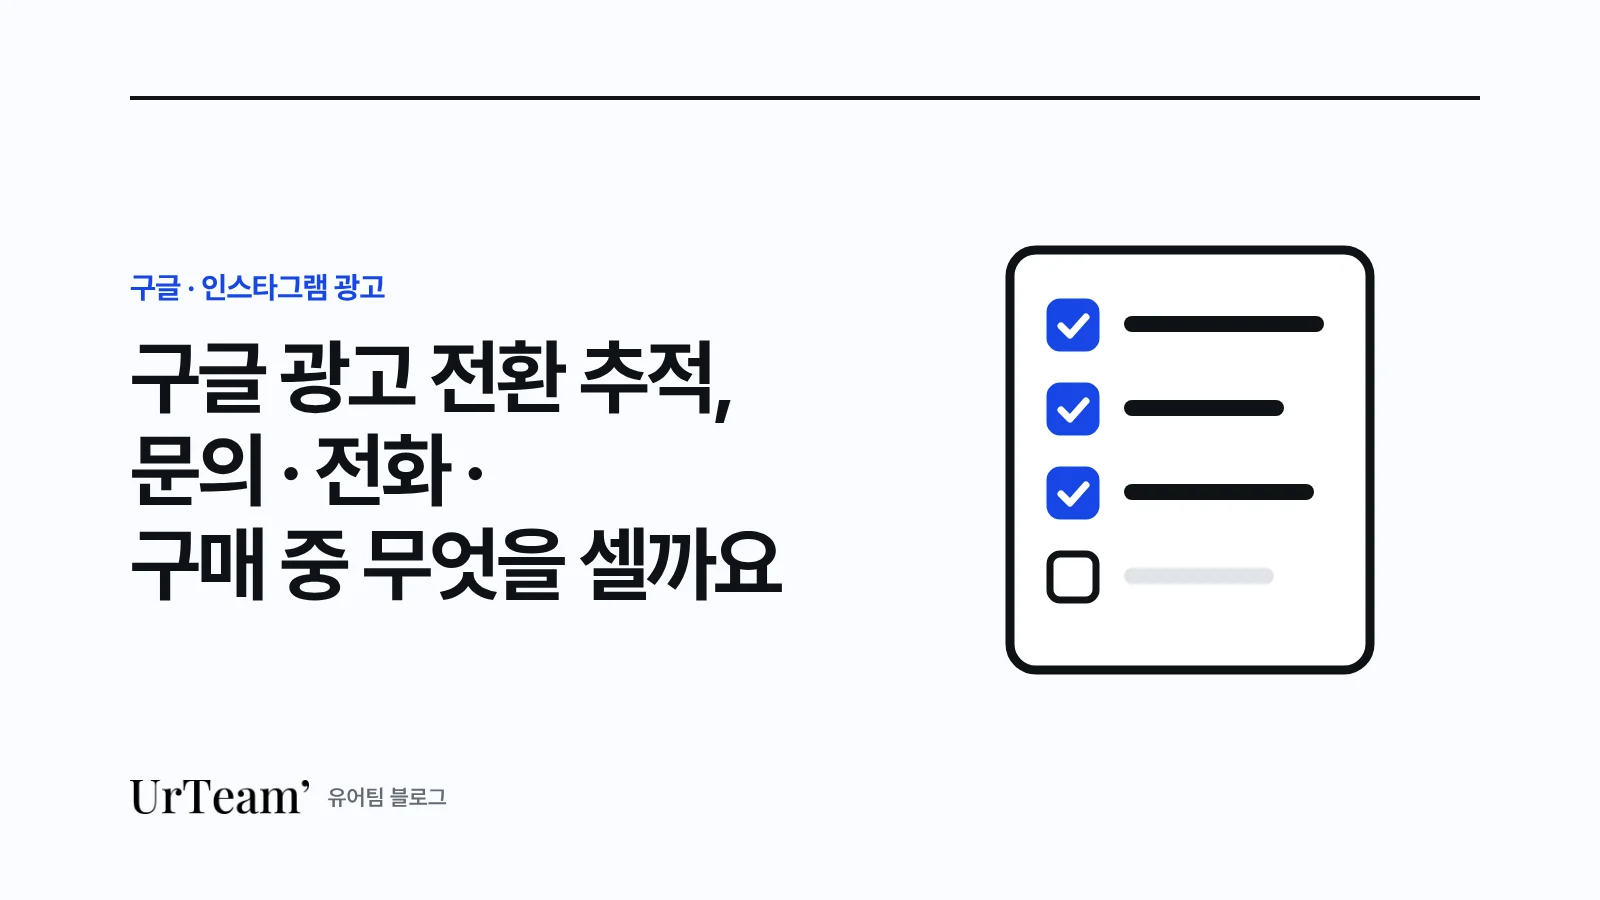 구글 · 인스타그램 광고
구글 광고 전환 추적,
문의 · 전화 ·
구매 중 무엇을 셀까요
UrTeam’ 유어팀 블로그